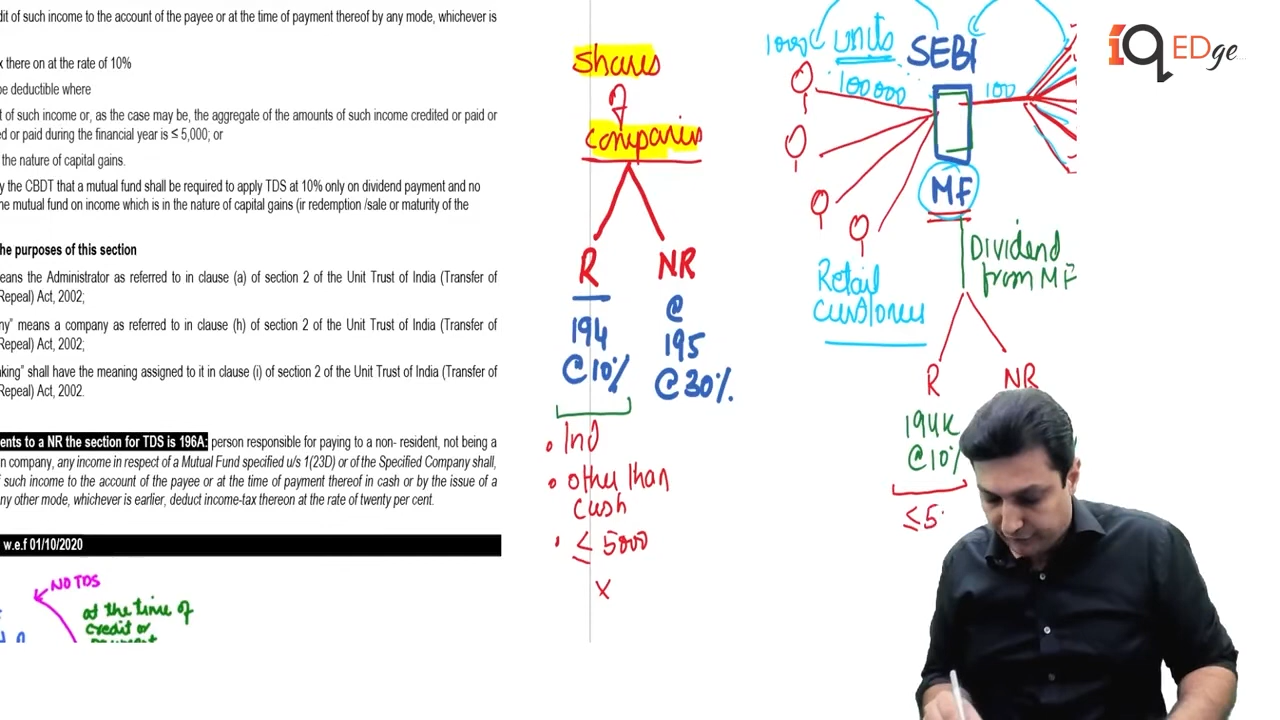 dit of such income to the account of the payee or at the time of payment thereof by any mode, whichever is
x there on at the rate of 10%
be deductible where
t of such income or, as the case may be, the aggregate of the amounts of such income credited or paid or
ed or paid during the financial year is ≤ 5,000; or
the nature of capital gains.
y the CBDT that a mutual fund shall be required to apply TDS at 10% only on dividend payment and no
he mutual fund on income which is in the nature of capital gains (ir redemption /sale or maturity of the
the purposes of this section
eans the Administrator as referred to in clause (a) of section 2 of the Unit Trust of India (Transfer of
Repeal) Act, 2002;
ny" means a company as referred to in clause (h) of section 2 of the Unit Trust of India (Transfer of
Repeal) Act, 2002;
aking" shall have the meaning assigned to it in clause (i) of section 2 of the Unit Trust of India (Transfer of
Repeal) Act, 2002.
ents to a NR the section for TDS is 196A: person responsible for paying to a non- resident, not being a
n company, any income in respect of a Mutual Fund specified u/s 1(23D) or of the Specified Company shall,
f such income to the account of the payee or at the time of payment thereof in cash or by the issue of a
ny other mode, whichever is earlier, deduct income-tax thereon at the rate of twenty per cent.
w.e.f 01/10/2020
NO TDS
at the time of
credit or
payment
shares
of
companies
R NR
194 @
@10% 195
@30%
• Ind
• other than
cash
• ≤ 5000
x
1000 units SEBI
100000 100
MF
Dividend
from MF
Retail
customers
R NR
194K
@10%
≤5
iQ EDge